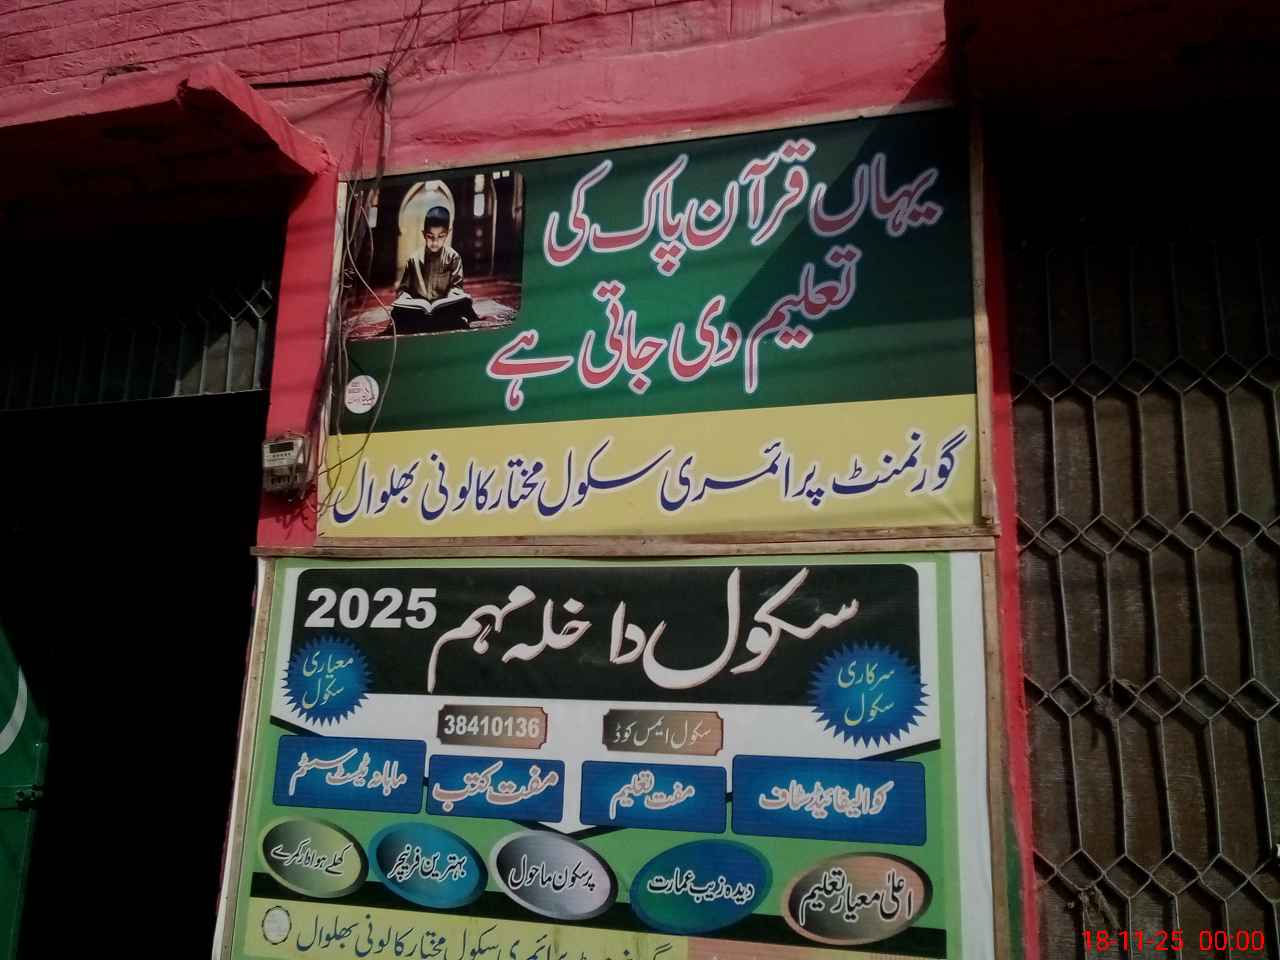 یہاں قرآن پاک کی
تعلیم دی جاتی ہے
گورنمنٹ پرائمری سکول مختار کالونی بھلوال
سکول داخلہ مہم 2025
سرکاری سکول
معیاری سکول
سکول ایمس کوڈ 38410136
کوالیفائیڈ سٹاف
مفت تعلیم
مفت کتب
ماہانہ ٹیسٹ سسٹم
اعلیٰ معیار تعلیم
دیدہ زیب عمارت
پرسکون ماحول
بہترین فرنیچر
کھلے ہوادار کمرے
گورنمنٹ پرائمری سکول مختار کالونی بھلوال
18-11-25 00:00